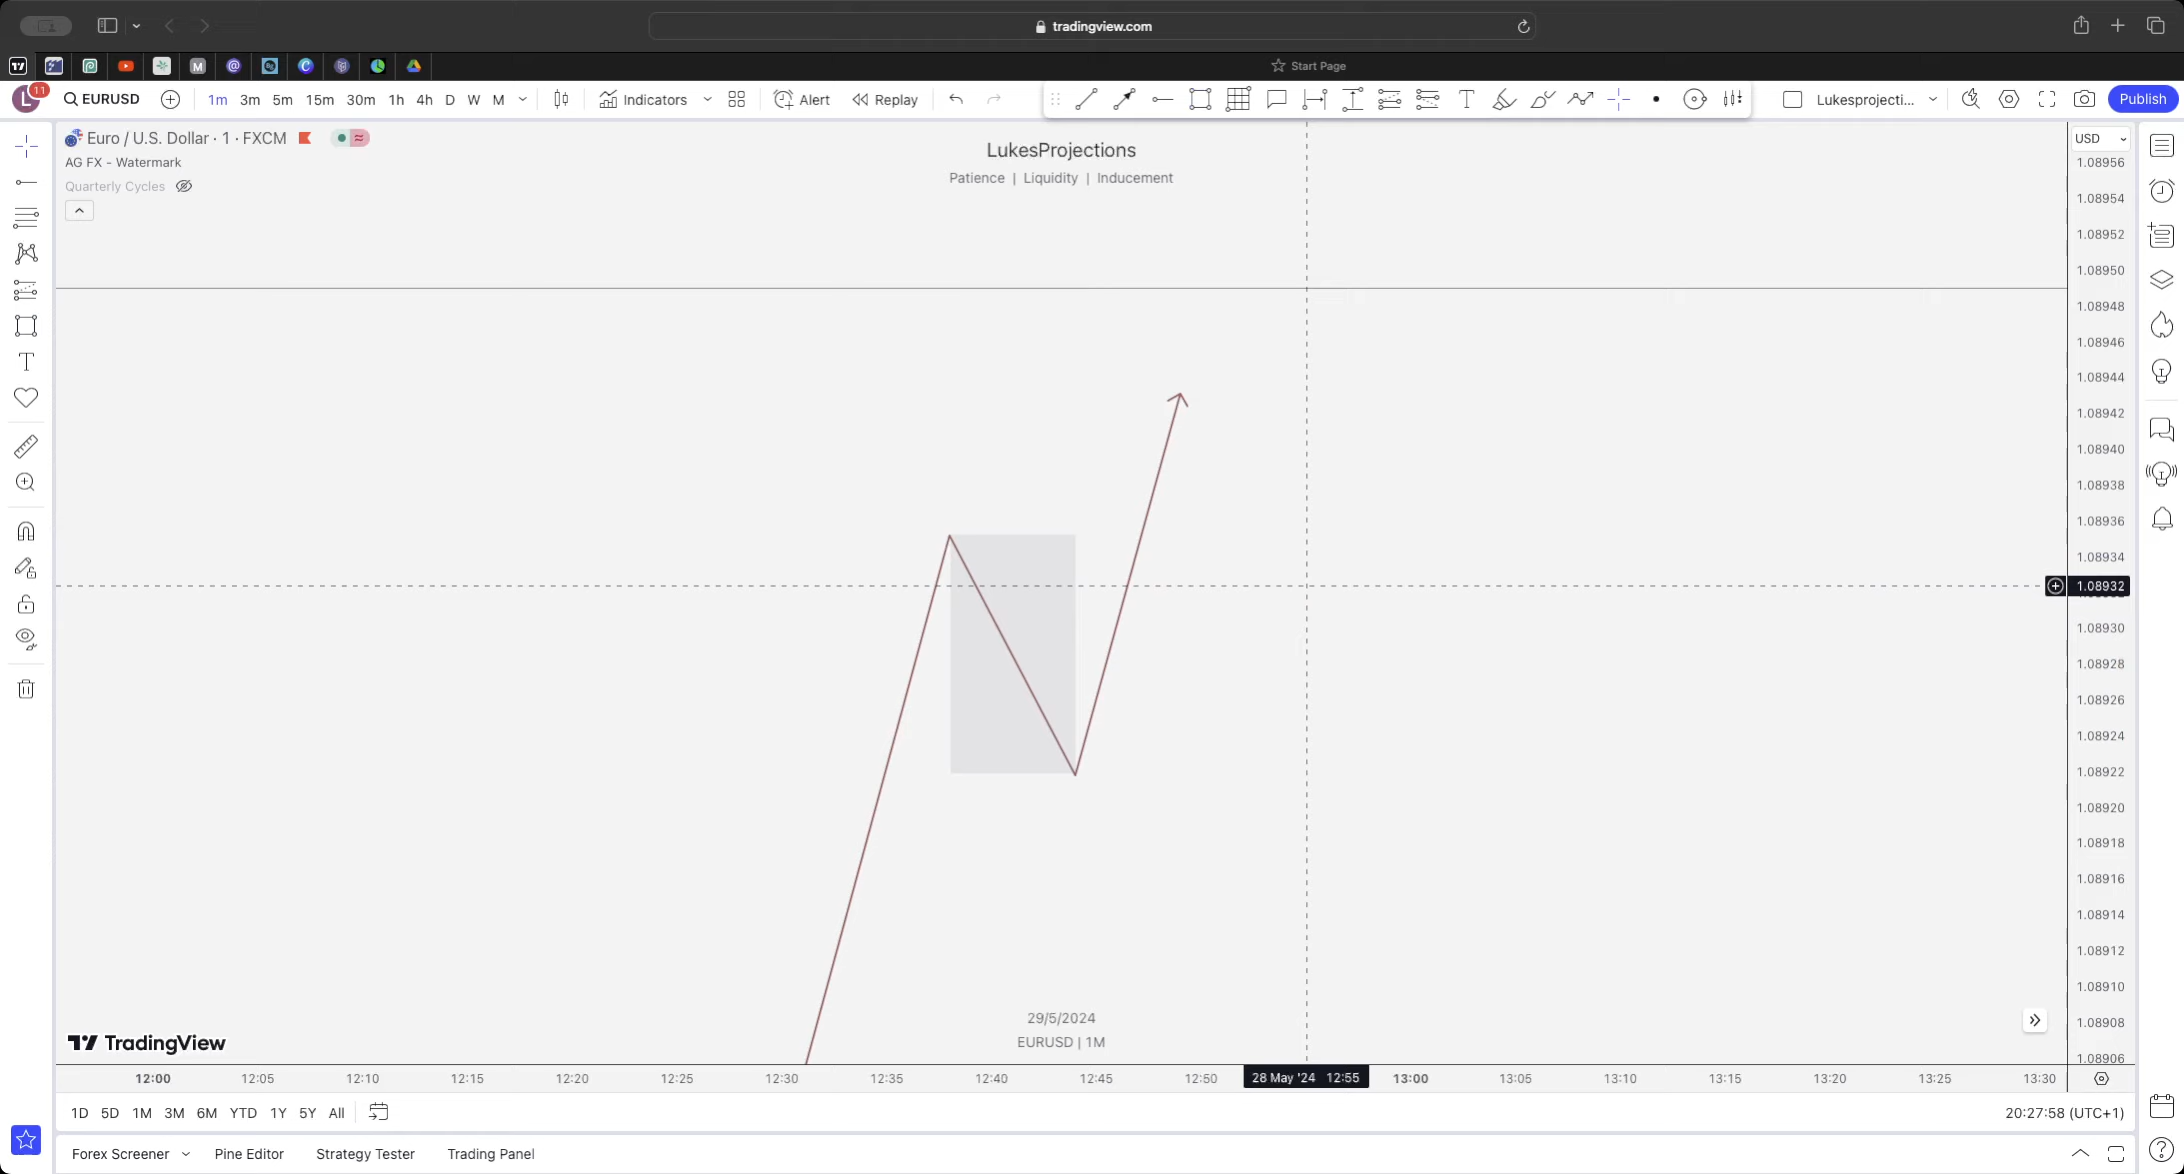 tradingview.com
Start Page
L 11 EURUSD 1m 3m 5m 15m 30m 1h 4h D W M Indicators Alert Replay Lukesprojecti... Publish
Euro / U.S. Dollar · 1 · FXCM
AG FX - Watermark
Quarterly Cycles
LukesProjections
Patience | Liquidity | Inducement
USD
1.08956
1.08954
1.08952
1.08950
1.08948
1.08946
1.08944
1.08942
1.08940
1.08938
1.08936
1.08934
1.08932
1.08930
1.08928
1.08926
1.08924
1.08922
1.08920
1.08918
1.08916
1.08914
1.08912
1.08910
1.08908
1.08906
29/5/2024
EURUSD | 1M
TradingView
12:00 12:05 12:10 12:15 12:20 12:25 12:30 12:35 12:40 12:45 12:50 28 May '24 12:55 13:00 13:05 13:10 13:15 13:20 13:25 13:30
1D 5D 1M 3M 6M YTD 1Y 5Y All 20:27:58 (UTC+1)
Forex Screener Pine Editor Strategy Tester Trading Panel